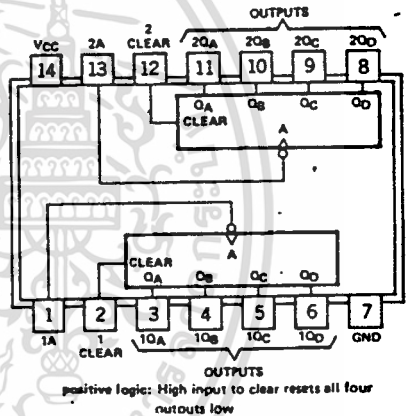 OUTPUTS
VCC 2A 2 CLEAR 2QA 2QB 2QC 2QD
14 13 12 11 10 9 8
QA QB QC QD
CLEAR
A
A
CLEAR
QA QB QC QD
1 2 3 4 5 6 7
1A 1 CLEAR 1QA 1QB 1QC 1QD GND
OUTPUTS
positive logic: High input to clear resets all four
outputs low